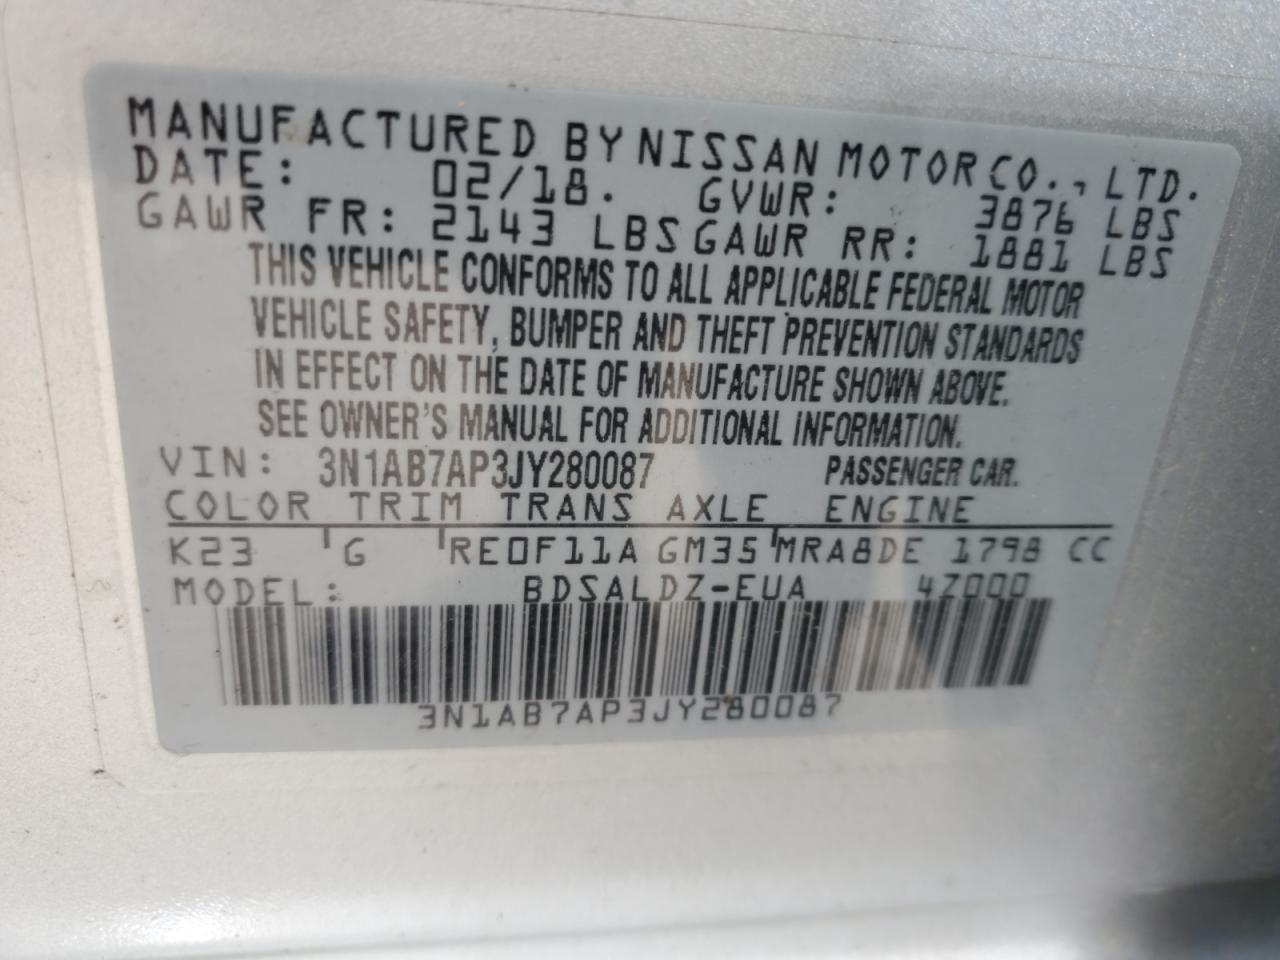 MANUFACTURED BY NISSAN MOTOR CO., LTD.
DATE: 02/18. GVWR: 3876 LBS
GAWR FR: 2143 LBS GAWR RR: 1881 LBS
THIS VEHICLE CONFORMS TO ALL APPLICABLE FEDERAL MOTOR
VEHICLE SAFETY, BUMPER AND THEFT PREVENTION STANDARDS
IN EFFECT ON THE DATE OF MANUFACTURE SHOWN ABOVE.
SEE OWNER'S MANUAL FOR ADDITIONAL INFORMATION.
VIN: 3N1AB7AP3JY280087 PASSENGER CAR.
COLOR TRIM TRANS AXLE ENGINE
K23 G RE0F11A GM35 MRA8DE 1798 CC
MODEL: BDSALDZ-EUA 4Z000
3N1AB7AP3JY280087